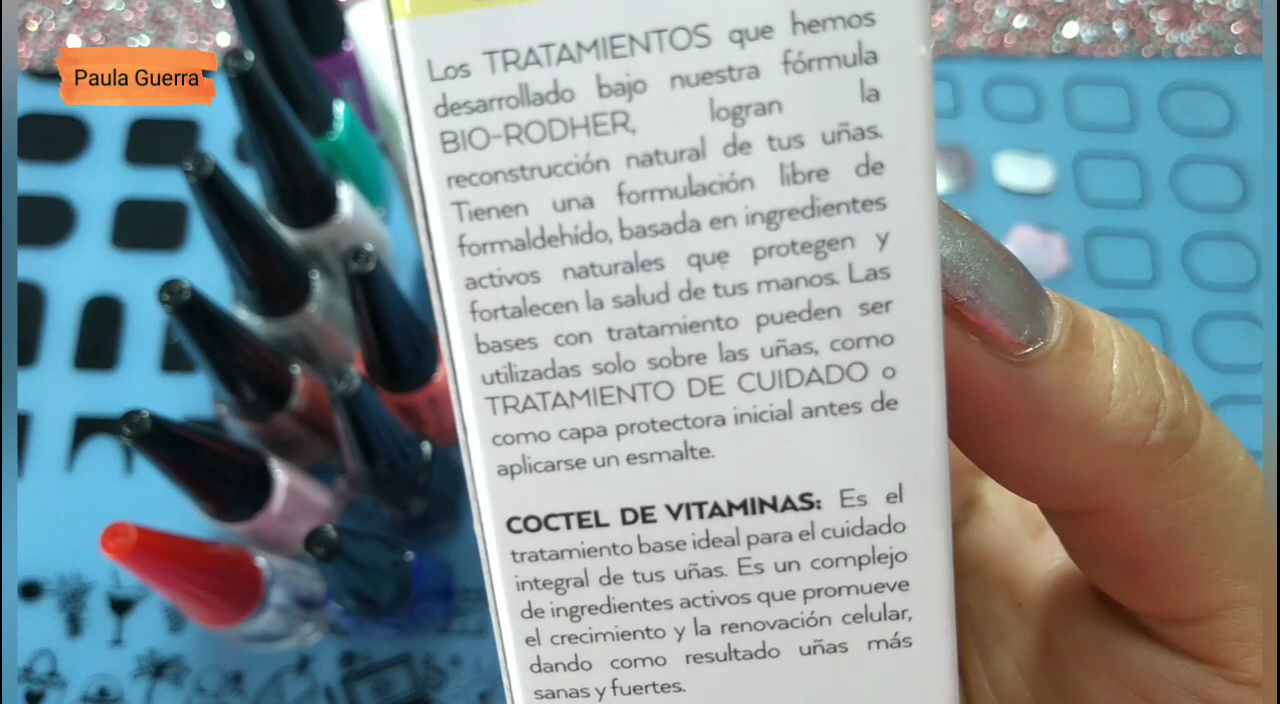 Paula Guerra
Los TRATAMIENTOS que hemos
desarrollado bajo nuestra fórmula
BIO-RODHER, logran la
reconstrucción natural de tus uñas.
Tienen una formulación libre de
formaldehído, basada en ingredientes
activos naturales que protegen y
fortalecen la salud de tus manos. Las
bases con tratamiento pueden ser
utilizadas solo sobre las uñas, como
TRATAMIENTO DE CUIDADO o
como capa protectora inicial antes de
aplicarse un esmalte.
COCTEL DE VITAMINAS: Es el
tratamiento base ideal para el cuidado
integral de tus uñas. Es un complejo
de ingredientes activos que promueve
el crecimiento y la renovación celular,
dando como resultado uñas más
sanas y fuertes.